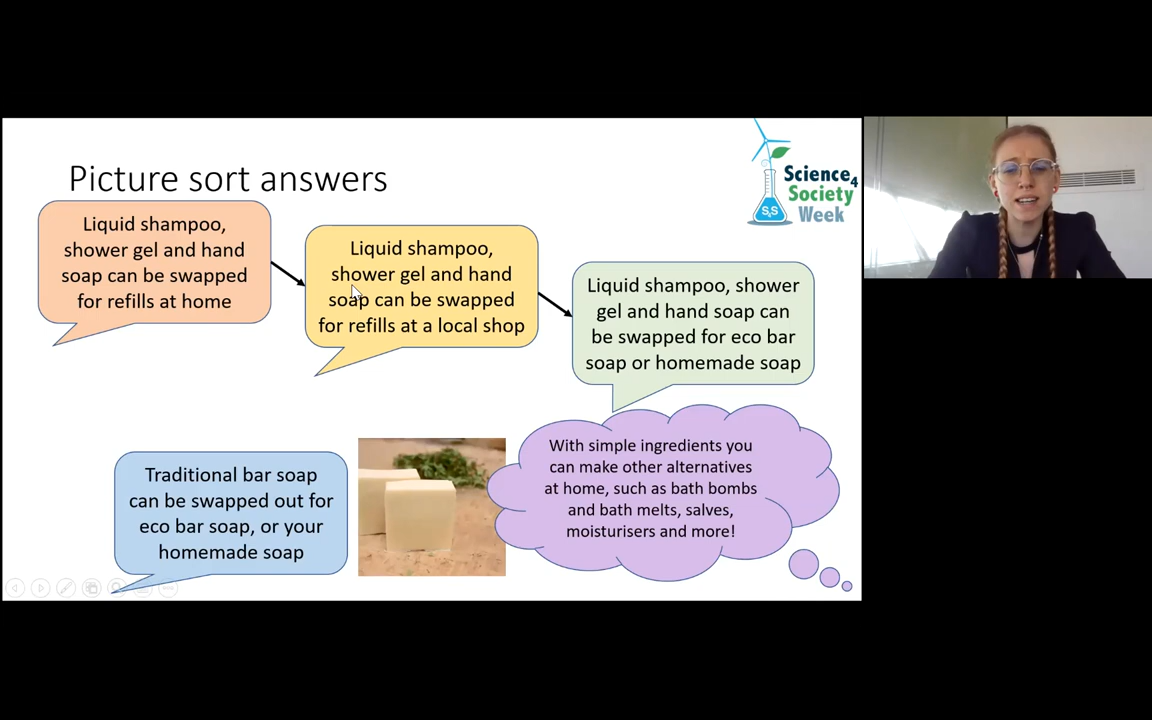 Picture sort answers
Science4
Society
Week
S4S
Liquid shampoo,
shower gel and hand
soap can be swapped
for refills at home
Liquid shampoo,
shower gel and hand
soap can be swapped
for refills at a local shop
Liquid shampoo, shower
gel and hand soap can
be swapped for eco bar
soap or homemade soap
Traditional bar soap
can be swapped out for
eco bar soap, or your
homemade soap
With simple ingredients you
can make other alternatives
at home, such as bath bombs
and bath melts, salves,
moisturisers and more!